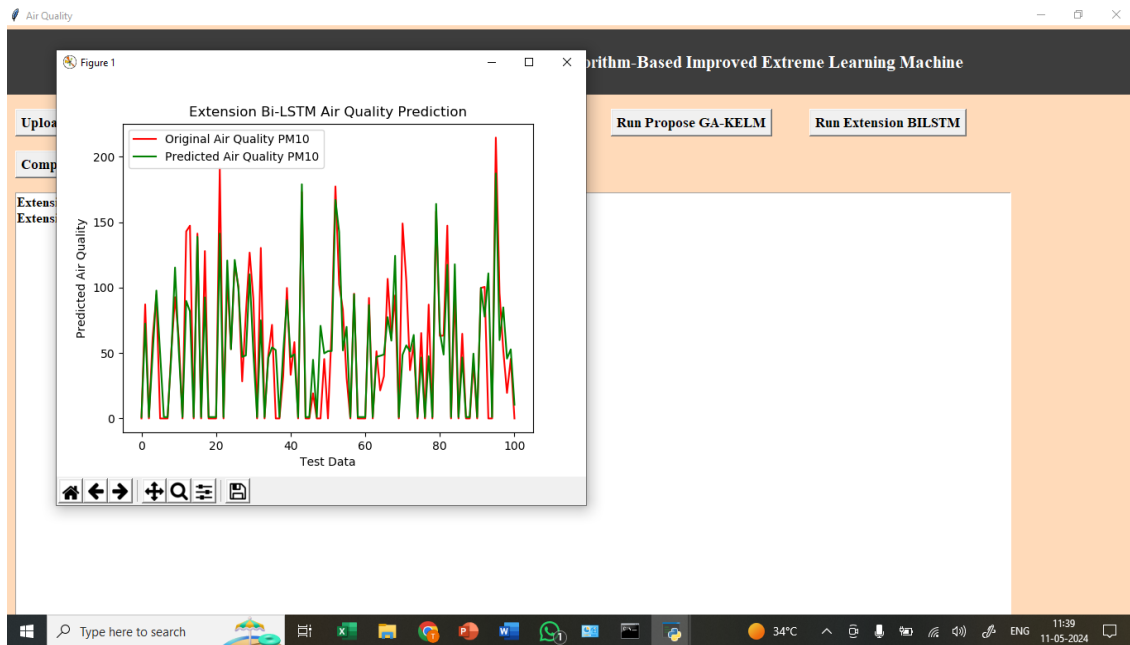 Air Quality
Figure 1
orithm-Based Improved Extreme Learning Machine
Extension Bi-LSTM Air Quality Prediction
Uploa
Run Propose GA-KELM
Run Extension BILSTM
Comp
Extensi
Extensi
Original Air Quality PM10
Predicted Air Quality PM10
Predicted Air Quality
200
150
100
50
0
0 20 40 60 80 100
Test Data
Type here to search
34°C
ENG
11:39
11-05-2024